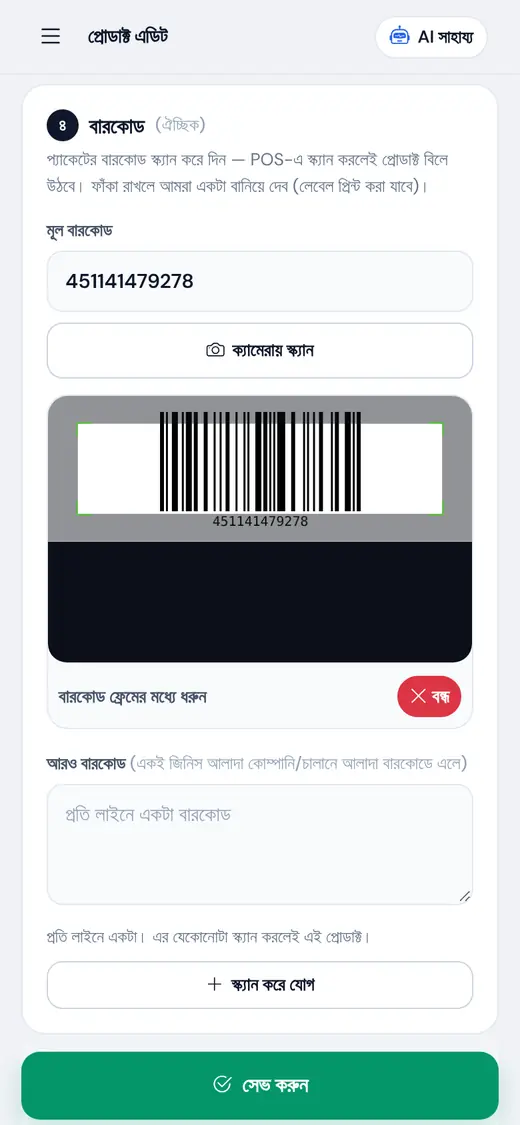 প্রোডাক্ট এডিট
AI সাহায্য
৪ বারকোড (ঐচ্ছিক)
প্যাকেটের বারকোড স্ক্যান করে দিন — POS-এ স্ক্যান করলেই প্রোডাক্ট বিলে
উঠবে। ফাঁকা রাখলে আমরা একটা বানিয়ে দেব (লেবেল প্রিন্ট করা যাবে)।
মূল বারকোড
451141479278
ক্যামেরায় স্ক্যান
451141479278
বারকোড ফ্রেমের মধ্যে ধরুন
বন্ধ
আরও বারকোড (একই জিনিস আলাদা কোম্পানি/চালানে আলাদা বারকোডে এলে)
প্রতি লাইনে একটা বারকোড
প্রতি লাইনে একটা। এর যেকোনোটা স্ক্যান করলেই এই প্রোডাক্ট।
স্ক্যান করে যোগ
সেভ করুন